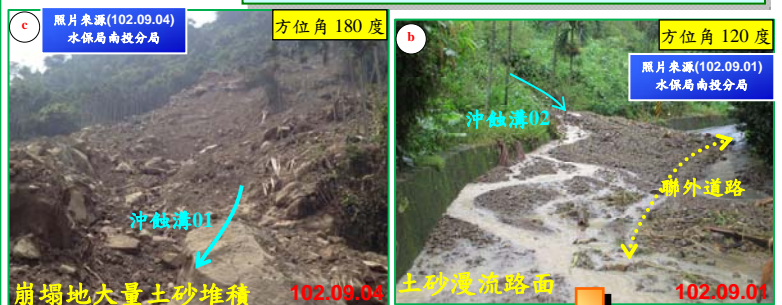 c
照片來源(102.09.04)
水保局南投分局
方位角 180 度
沖蝕溝01
崩塌地大量土砂堆積
102.09.04
b
方位角 120 度
照片來源(102.09.01)
水保局南投分局
沖蝕溝02
聯外道路
土砂漫流路面
102.09.01